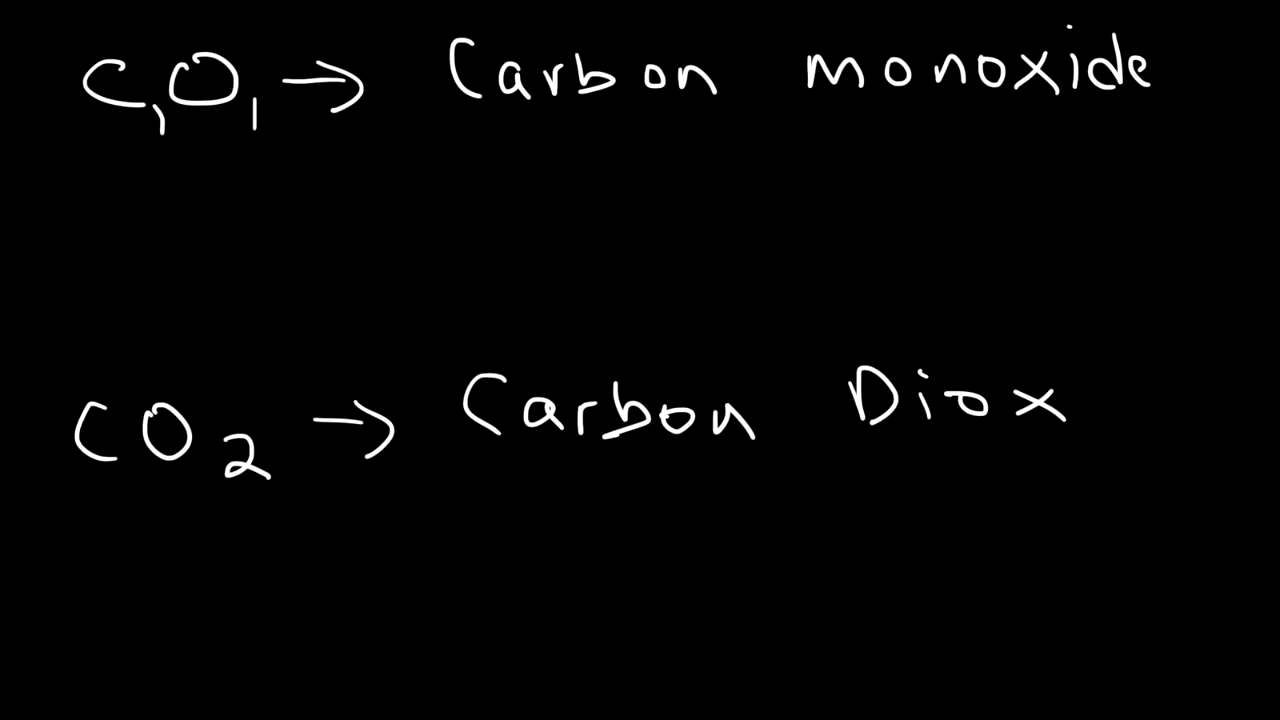 C₁O₁ → Carbon monoxide
CO₂ → Carbon Diox